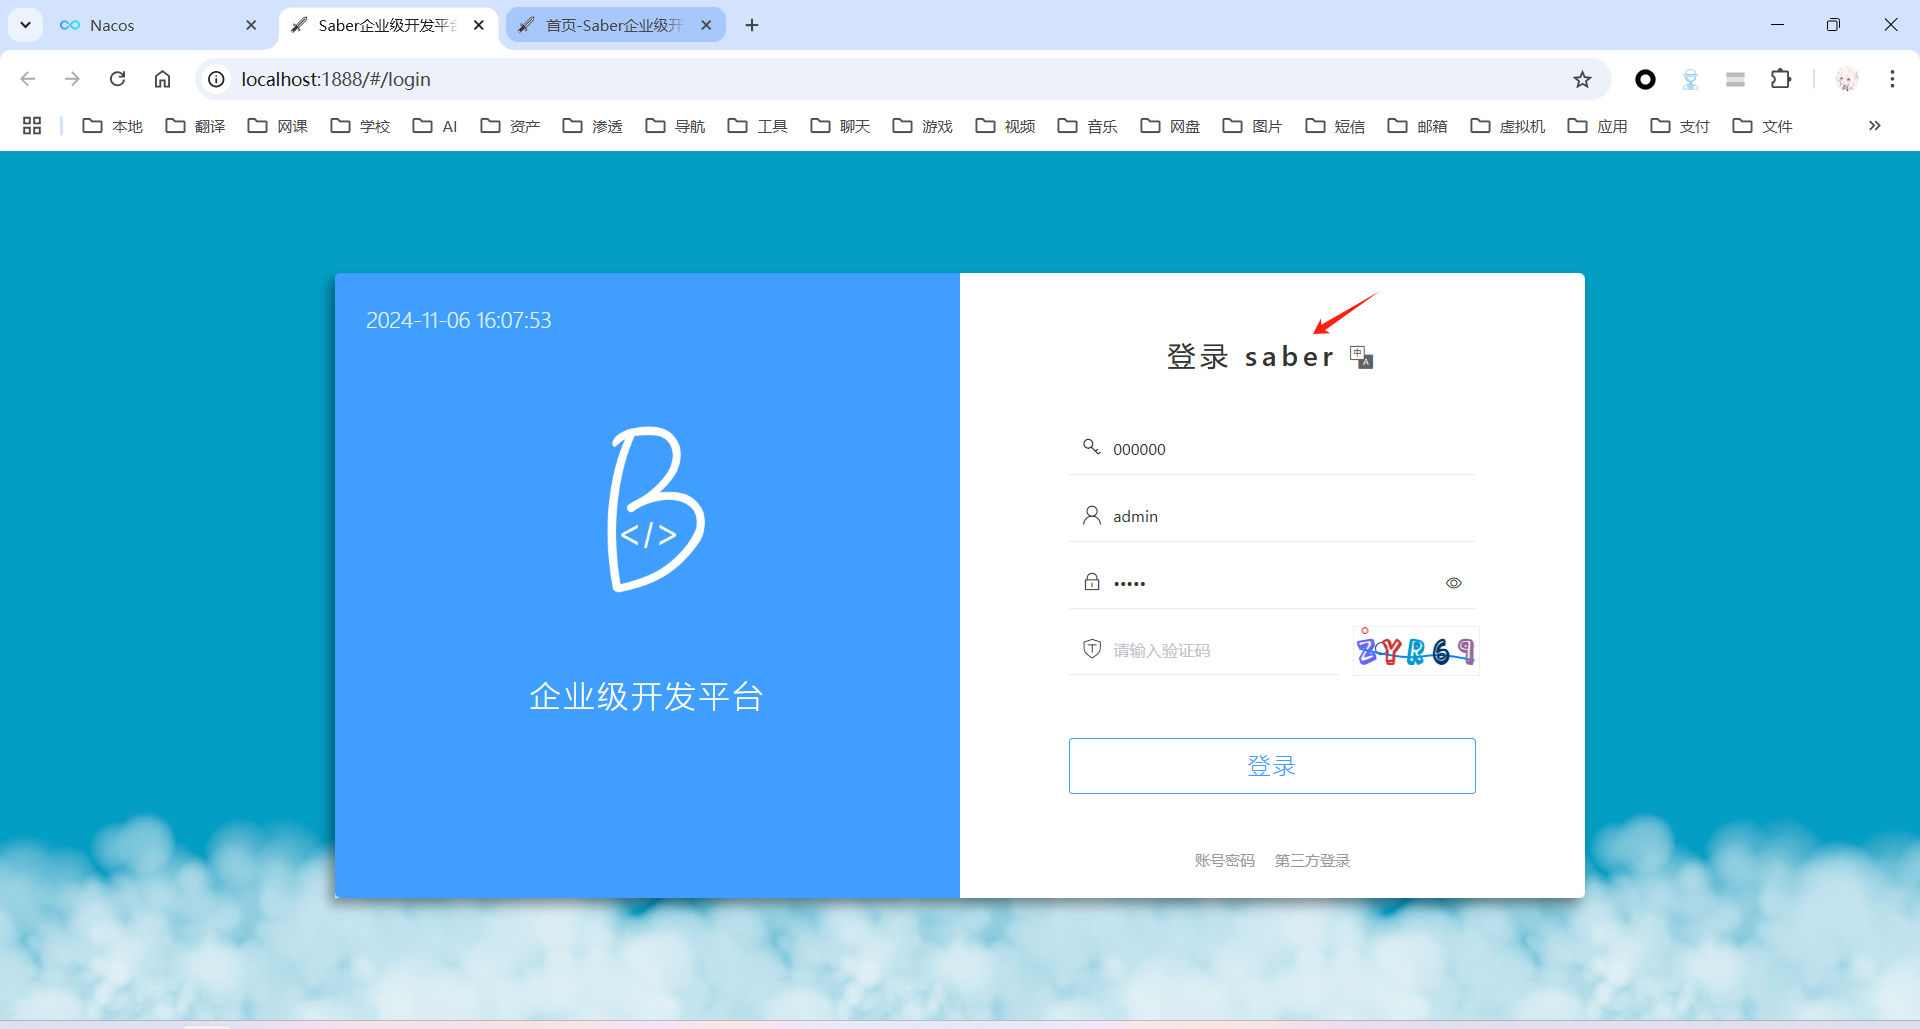 Nacos
Saber企业级开发平台
首页-Saber企业级开
localhost:1888/#/login
本地
翻译
网课
学校
AI
资产
渗透
导航
工具
聊天
游戏
视频
音乐
网盘
图片
短信
邮箱
虚拟机
应用
支付
文件
2024-11-06 16:07:53
</>
企业级开发平台
登录 saber
中 A
000000
admin
•••••
请输入验证码
ZYR69
登录
账号密码 第三方登录